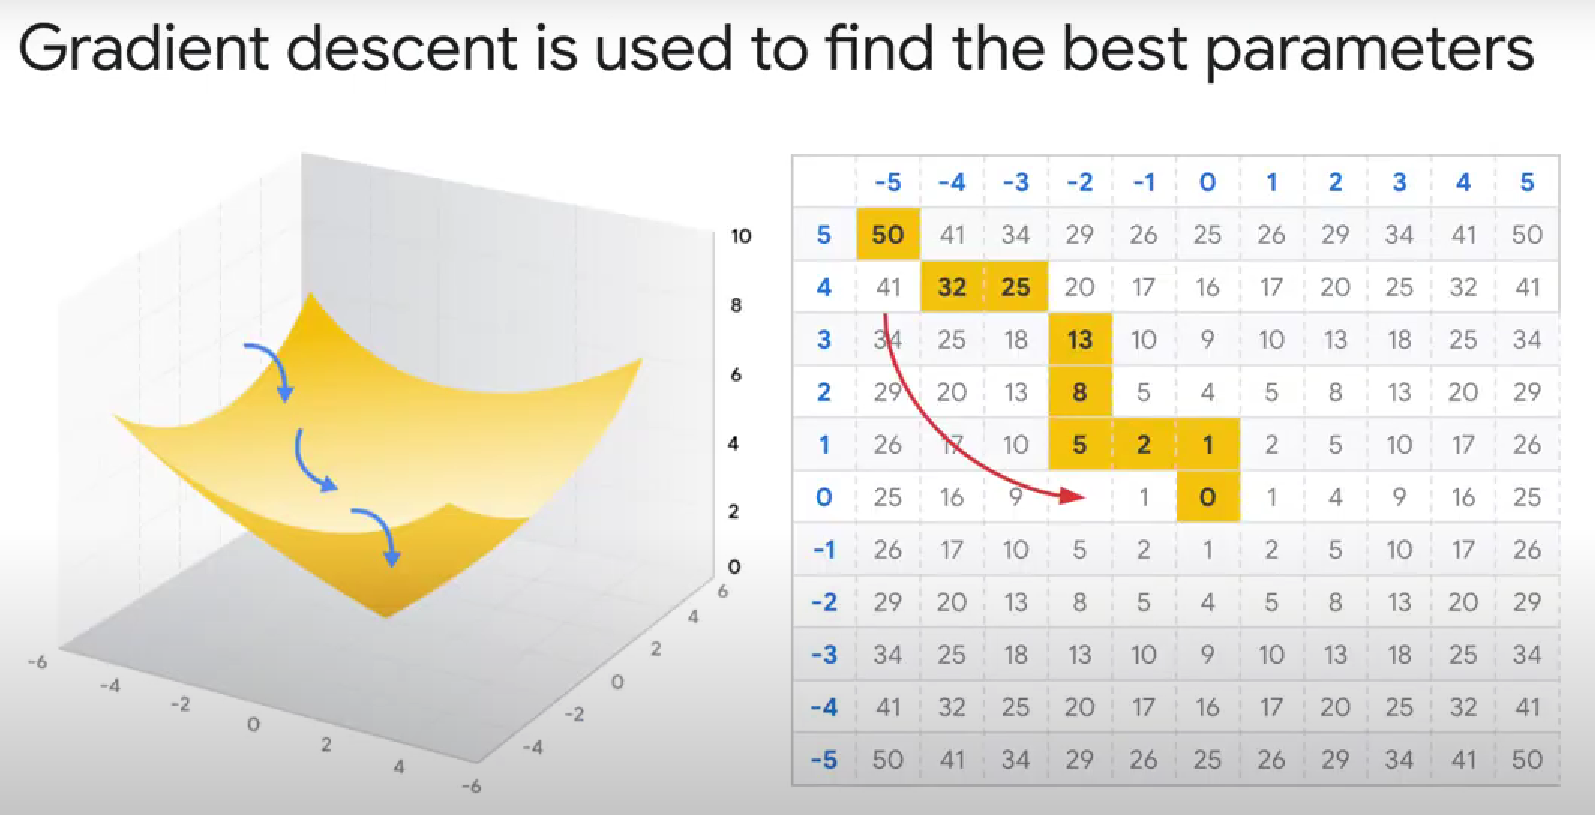 Gradient descent is used to find the best parameters
10
8
6
4
2
0
6
4
2
0
-2
-4
-6
-6
-4
-2
0
2
4
-5 -4 -3 -2 -1 0 1 2 3 4 5
5 50 41 34 29 26 25 26 29 34 41 50
4 41 32 25 20 17 16 17 20 25 32 41
3 34 25 18 13 10 9 10 13 18 25 34
2 29 20 13 8 5 4 5 8 13 20 29
1 26 17 10 5 2 1 2 5 10 17 26
0 25 16 9 1 0 1 4 9 16 25
-1 26 17 10 5 2 1 2 5 10 17 26
-2 29 20 13 8 5 4 5 8 13 20 29
-3 34 25 18 13 10 9 10 13 18 25 34
-4 41 32 25 20 17 16 17 20 25 32 41
-5 50 41 34 29 26 25 26 29 34 41 50